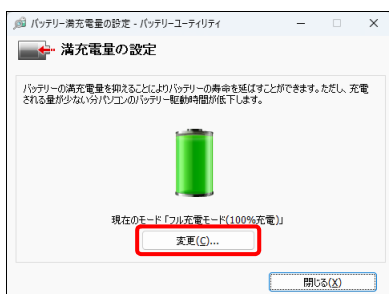 バッテリー満充電量の設定 - バッテリーユーティリティ
満充電量の設定
バッテリーの満充電量を抑えることによりバッテリーの寿命を延ばすことができます。ただし、充電
される量が少ない分パソコンのバッテリー駆動時間が低下します。
現在のモード「フル充電モード(100%充電)」
変更(C)...
閉じる(X)